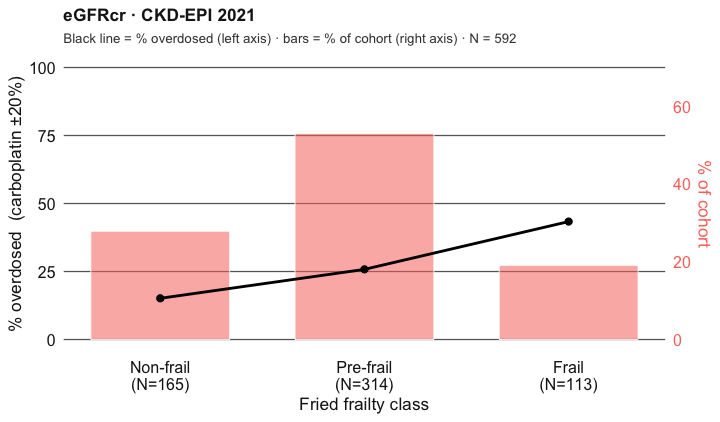 eGFRcr · CKD-EPI 2021
Black line = % overdosed (left axis) · bars = % of cohort (right axis) · N = 592
% overdosed  (carboplatin ±20%)
100
75
50
25
0
60
40
20
0
% of cohort
Non-frail
(N=165)
Pre-frail
(N=314)
Frail
(N=113)
Fried frailty class